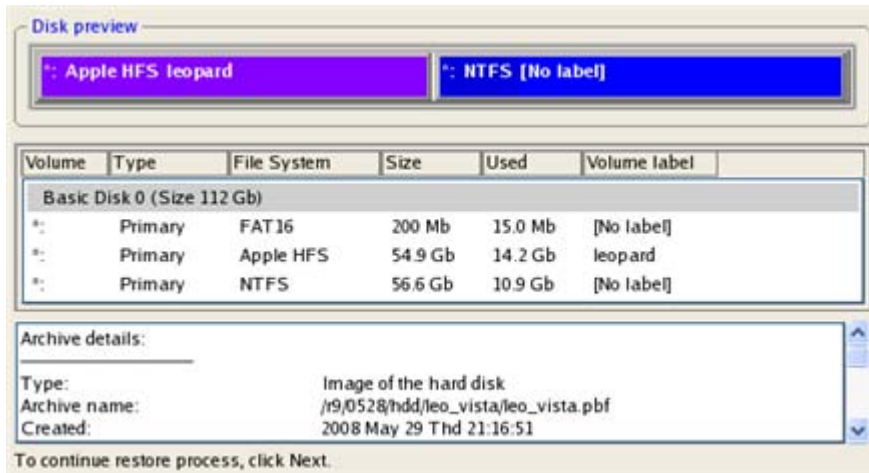 Disk preview
*: Apple HFS leopard
*: NTFS [No label]
Volume Type File System Size Used Volume label
Basic Disk 0 (Size 112 Gb)
*: Primary FAT16 200 Mb 15.0 Mb [No label]
*: Primary Apple HFS 54.9 Gb 14.2 Gb leopard
*: Primary NTFS 56.6 Gb 10.9 Gb [No label]
Archive details:
Type: Image of the hard disk
Archive name: /r9/0528/hdd/leo_vista/leo_vista.pbf
Created: 2008 May 29 Thd 21:16:51
To continue restore process, click Next.